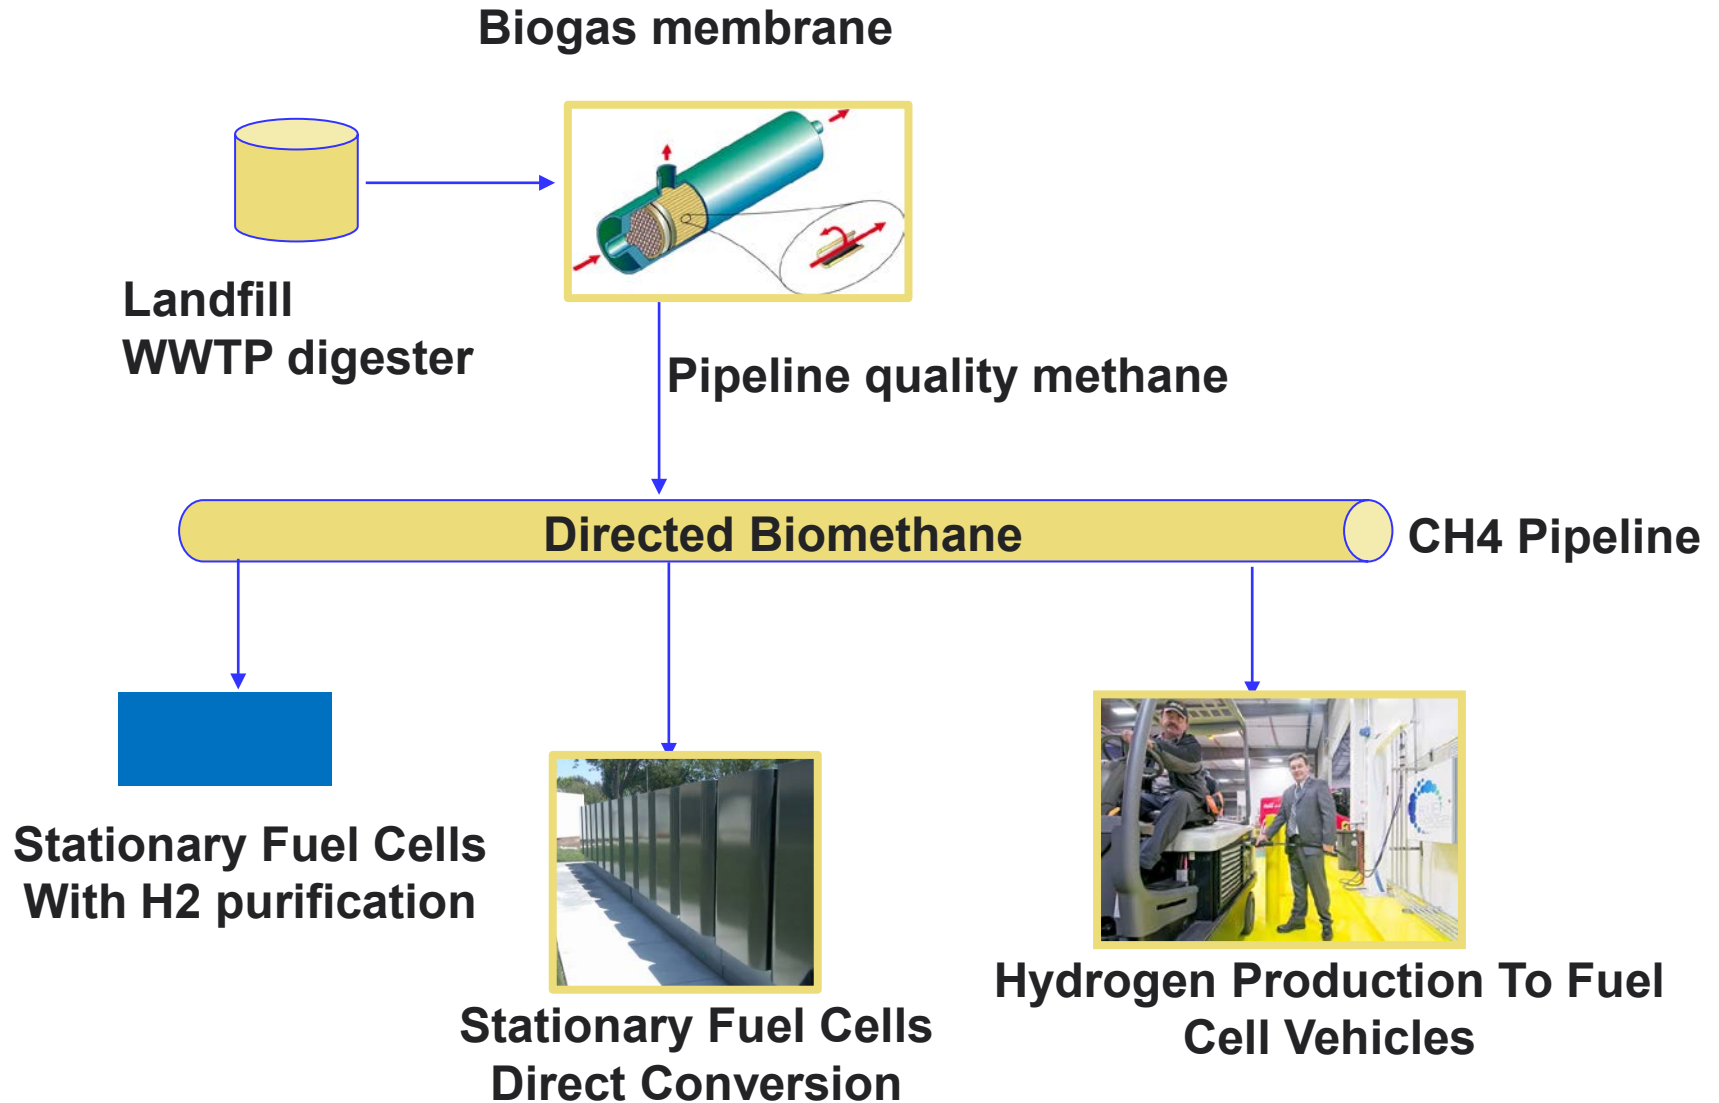 Biogas membrane
Landfill
WWTP digester
Pipeline quality methane
Directed Biomethane
CH4 Pipeline
Stationary Fuel Cells
With H2 purification
Stationary Fuel Cells
Direct Conversion
Hydrogen Production To Fuel
Cell Vehicles